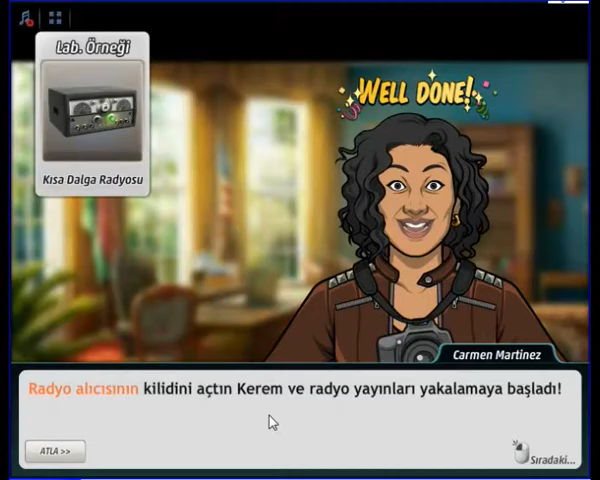 Lab. Örneği
Kısa Dalga Radyosu
WELL DONE!
Carmen Martinez
Radyo alıcısının kilidini açtın Kerem ve radyo yayınları yakalamaya başladı!
ATLA >>
Sıradaki...